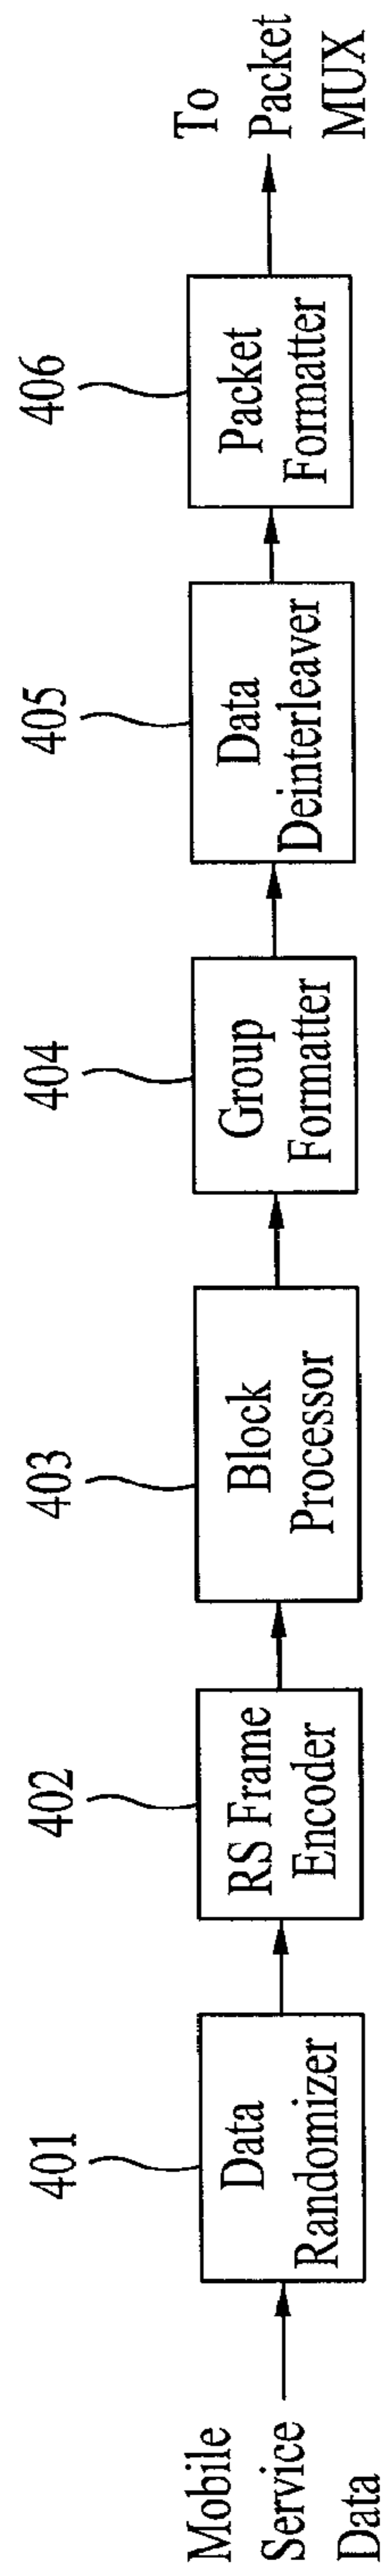 Mobile
Service
Data
401
Data
Randomizer
402
RS Frame
Encoder
403
Block
Processor
404
Group
Formatter
405
Data
Deinterleaver
406
Packet
Formatter
To
Packet
MUX